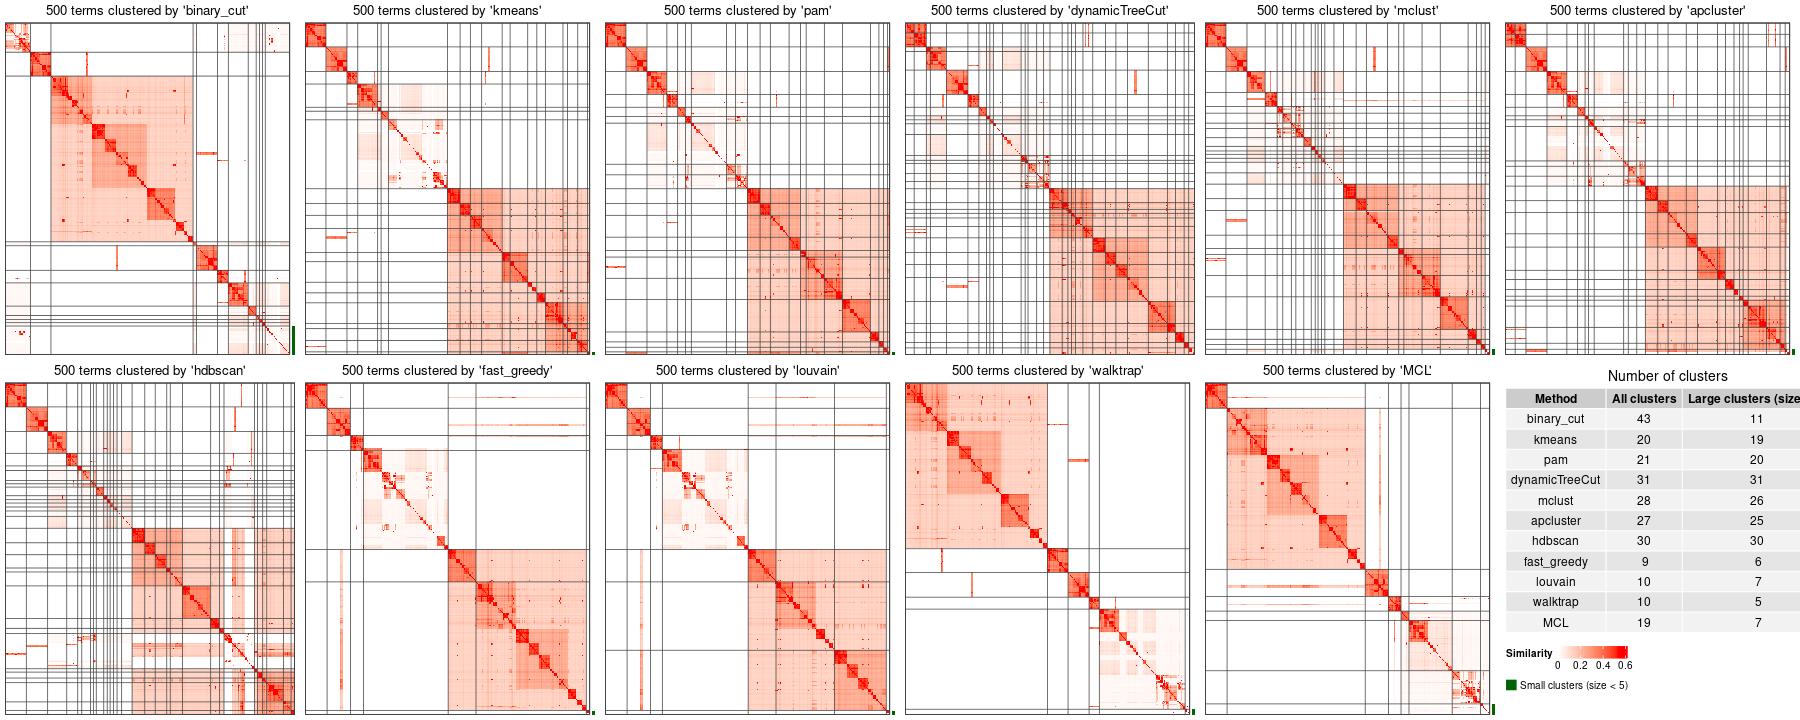 500 terms clustered by 'binary_cut'
500 terms clustered by 'kmeans'
500 terms clustered by 'pam'
500 terms clustered by 'dynamicTreeCut'
500 terms clustered by 'mclust'
500 terms clustered by 'apcluster'
500 terms clustered by 'hdbscan'
500 terms clustered by 'fast_greedy'
500 terms clustered by 'louvain'
500 terms clustered by 'walktrap'
500 terms clustered by 'MCL'
Number of clusters
Method All clusters Large clusters (size
binary_cut 43 11
kmeans 20 19
pam 21 20
dynamicTreeCut 31 31
mclust 28 26
apcluster 27 25
hdbscan 30 30
fast_greedy 9 6
louvain 10 7
walktrap 10 5
MCL 19 7
Similarity
0 0.2 0.4 0.6
Small clusters (size < 5)